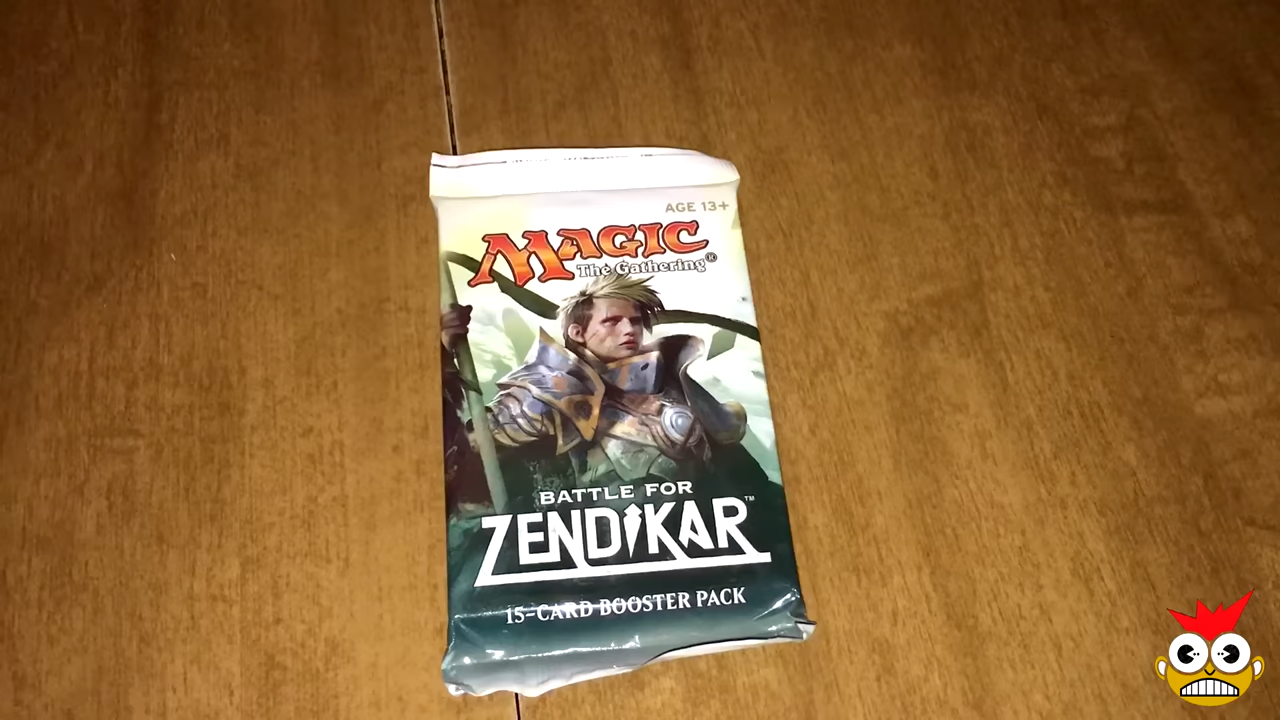 AGE 13+
MAGIC
The Gathering®
BATTLE FOR
ZENDIKAR™
15-CARD BOOSTER PACK